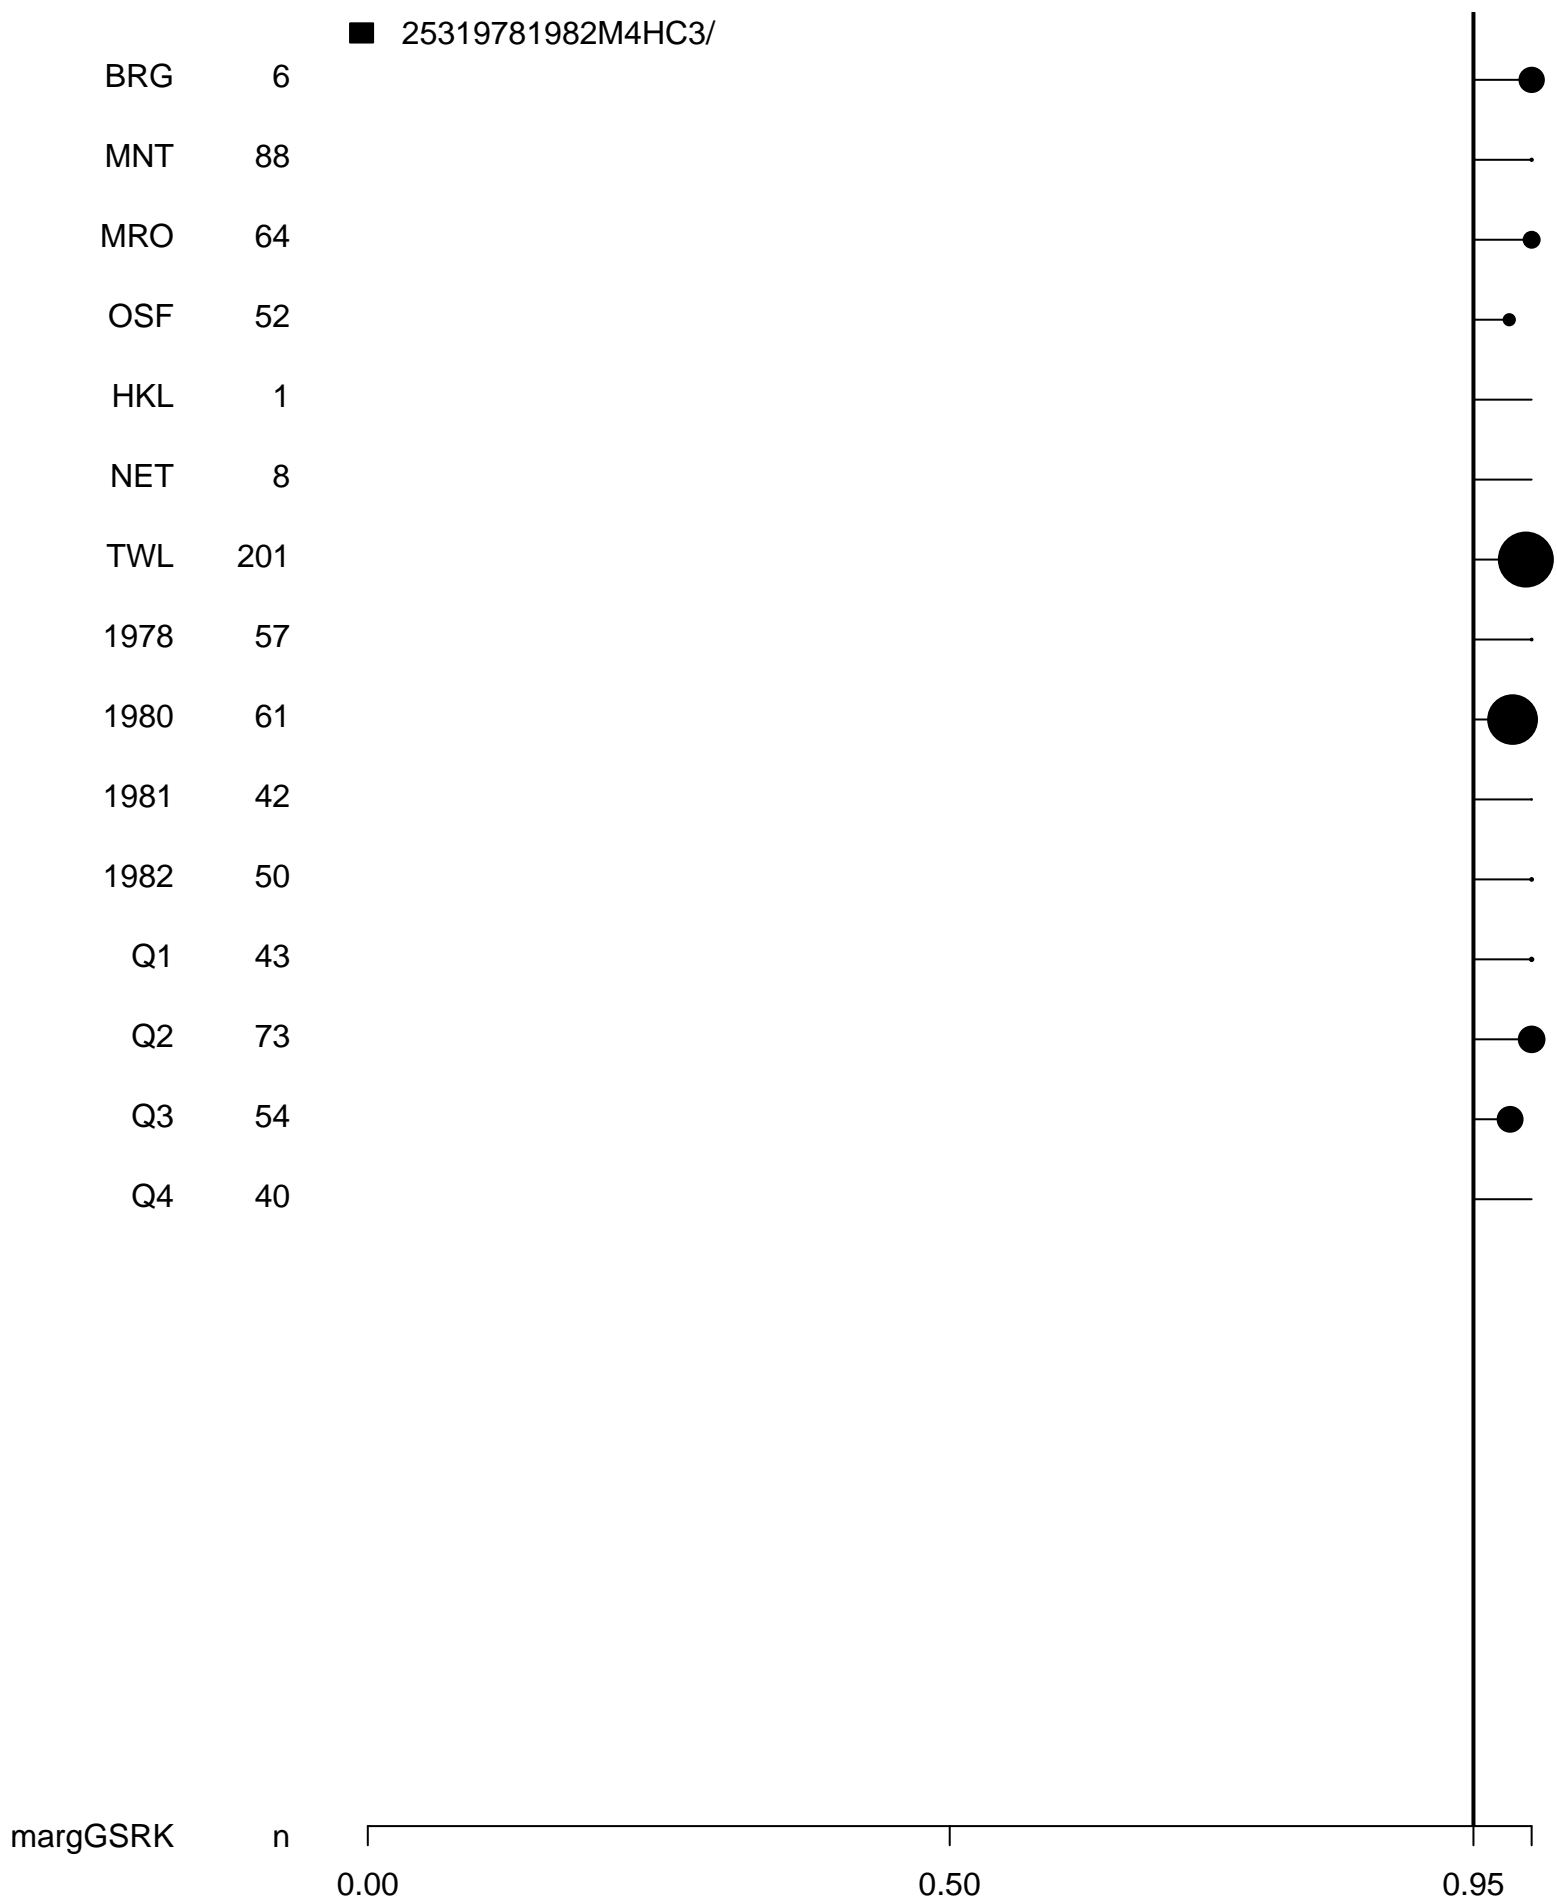 25319781982M4HC3/
BRG 6
MNT 88
MRO 64
OSF 52
HKL 1
NET 8
TWL 201
1978 57
1980 61
1981 42
1982 50
Q1 43
Q2 73
Q3 54
Q4 40
margGSRK n
0.00 0.50 0.95